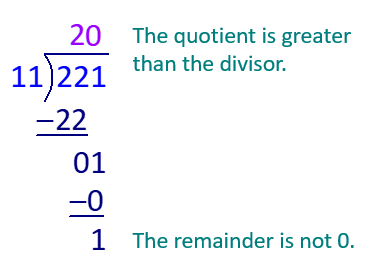 20 The quotient is greater
11)221 than the divisor.
−22
01
−0
1 The remainder is not 0.